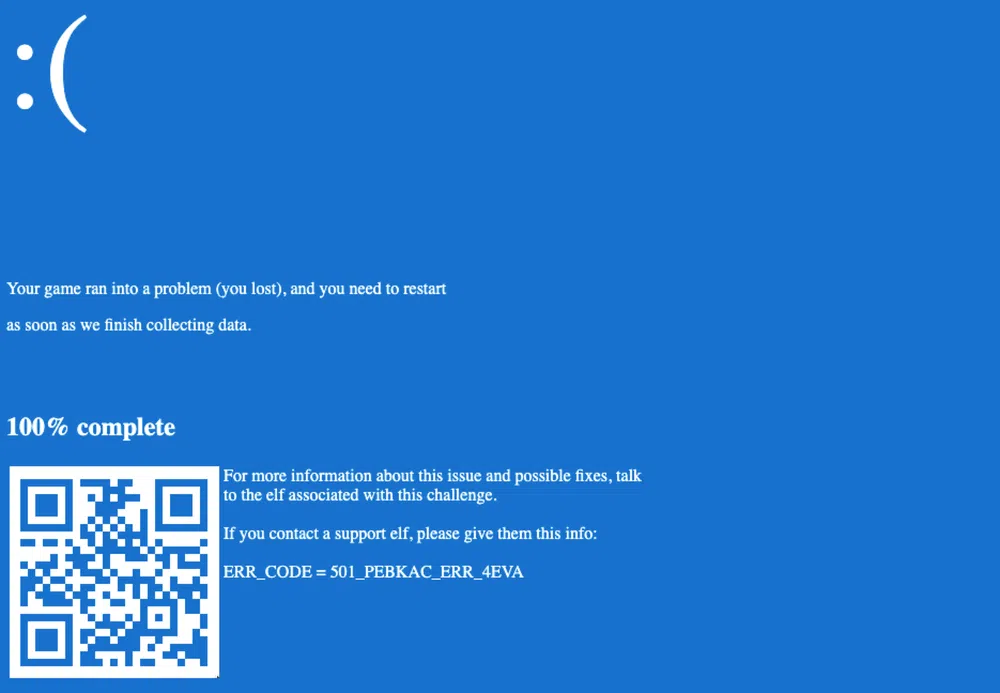 :(
Your game ran into a problem (you lost), and you need to restart
as soon as we finish collecting data.
100% complete
For more information about this issue and possible fixes, talk
to the elf associated with this challenge.
If you contact a support elf, please give them this info:
ERR_CODE = 501_PEBKAC_ERR_4EVA